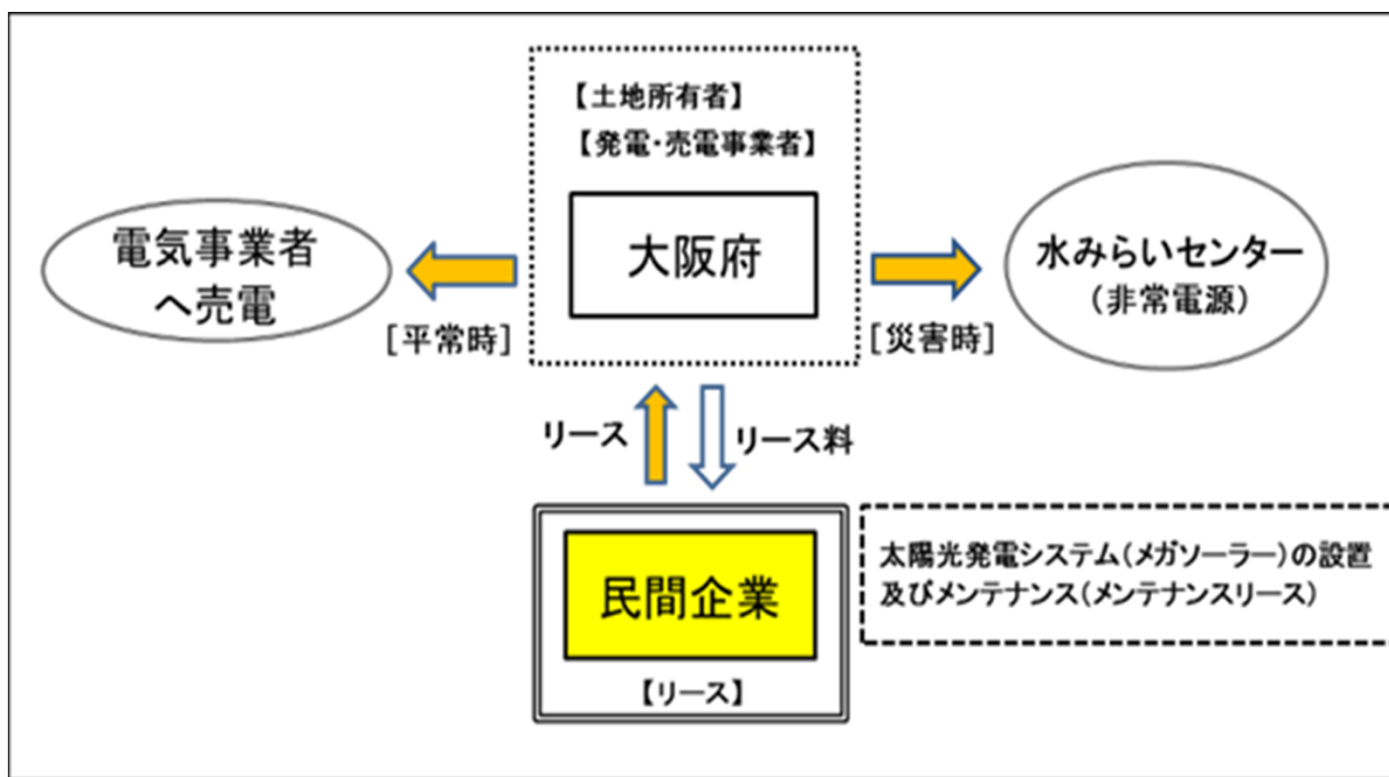 【土地所有者】
【発電・売電事業者】
大阪府
電気事業者
へ売電
[平常時]
水みらいセンター
（非常電源）
[災害時]
リース
リース料
民間企業
【リース】
太陽光発電システム(メガソーラー)の設置
及びメンテナンス(メンテナンスリース)